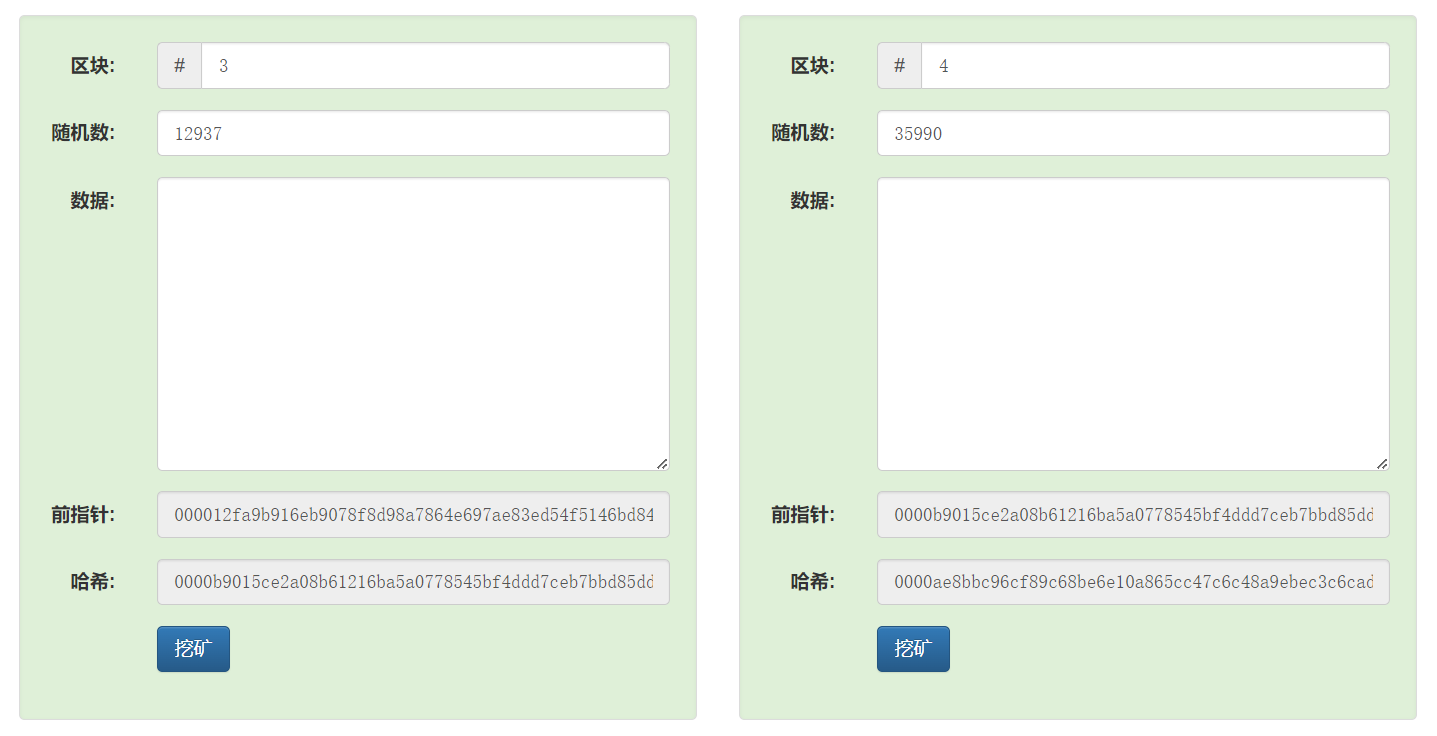 区块:
# 3
随机数:
12937
数据:
前指针:
000012fa9b916eb9078f8d98a7864e697ae83ed54f5146bd84
哈希:
0000b9015ce2a08b61216ba5a0778545bf4ddd7ceb7bbd85dd
挖矿
区块:
# 4
随机数:
35990
数据:
前指针:
0000b9015ce2a08b61216ba5a0778545bf4ddd7ceb7bbd85dd
哈希:
0000ae8bbc96cf89c68be6e10a865cc47c6c48a9ebec3c6cad
挖矿